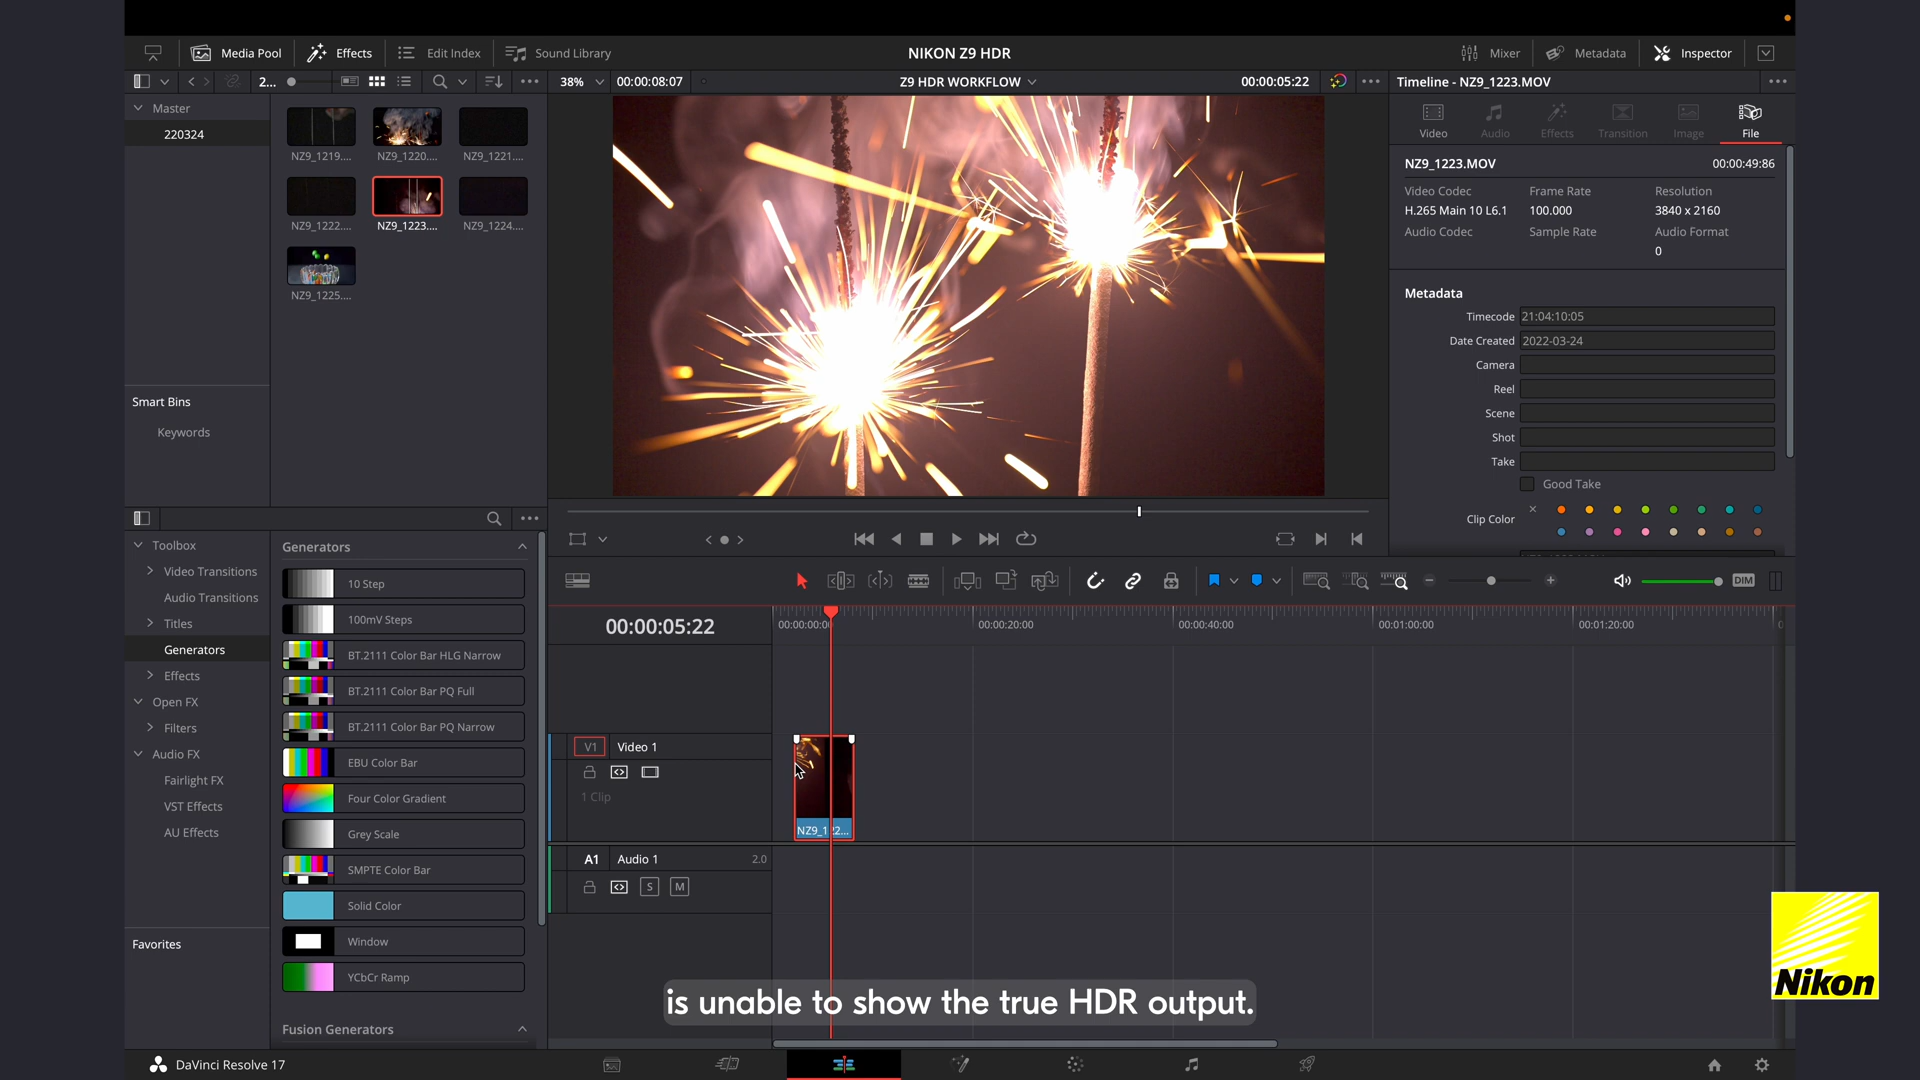 Media Pool
Effects
Edit Index
Sound Library
NIKON Z9 HDR
Mixer
Metadata
Inspector
2...
38%
00:00:08:07
Z9 HDR WORKFLOW
00:00:05:22
Timeline - NZ9_1223.MOV
Master
220324
NZ9_1219....
NZ9_1220....
NZ9_1221....
NZ9_1222....
NZ9_1223....
NZ9_1224....
NZ9_1225....
Smart Bins
Keywords
Video
Audio
Effects
Transition
Image
File
NZ9_1223.MOV
00:00:49:86
Video Codec
Frame Rate
Resolution
H.265 Main 10 L6.1
100.000
3840 x 2160
Audio Codec
Sample Rate
Audio Format
0
Metadata
Timecode
21:04:10:05
Date Created
2022-03-24
Camera
Reel
Scene
Shot
Take
Good Take
Clip Color
Toolbox
Video Transitions
Audio Transitions
Titles
Generators
Effects
Open FX
Filters
Audio FX
Fairlight FX
VST Effects
AU Effects
Favorites
Generators
10 Step
100mV Steps
BT.2111 Color Bar HLG Narrow
BT.2111 Color Bar PQ Full
BT.2111 Color Bar PQ Narrow
EBU Color Bar
Four Color Gradient
Grey Scale
SMPTE Color Bar
Solid Color
Window
YCbCr Ramp
Fusion Generators
DIM
00:00:05:22
00:00:00:00
00:00:20:00
00:00:40:00
00:01:00:00
00:01:20:00
V1
Video 1
1 Clip
A1
Audio 1
2.0
S
M
is unable to show the true HDR output.
Nikon
DaVinci Resolve 17